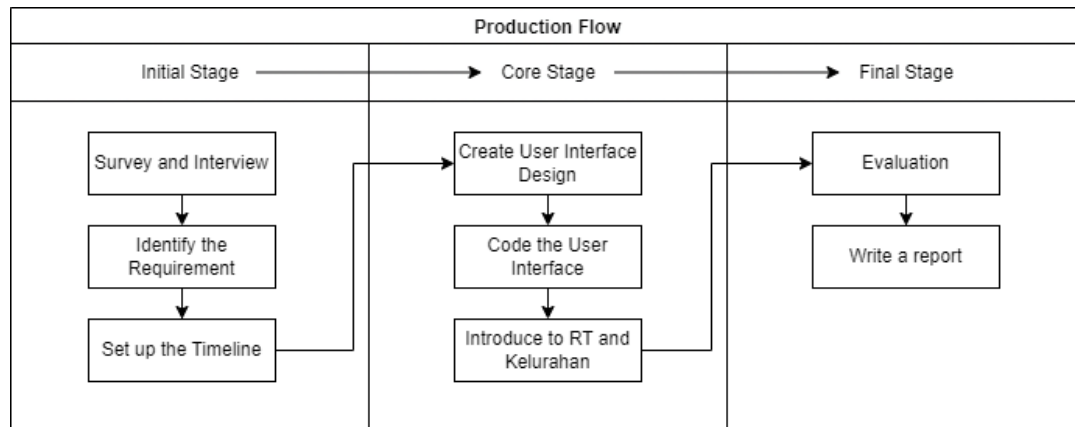 Production Flow
Initial Stage
Core Stage
Final Stage
Survey and Interview
Identify the
Requirement
Set up the Timeline
Create User Interface
Design
Code the User
Interface
Introduce to RT and
Kelurahan
Evaluation
Write a report